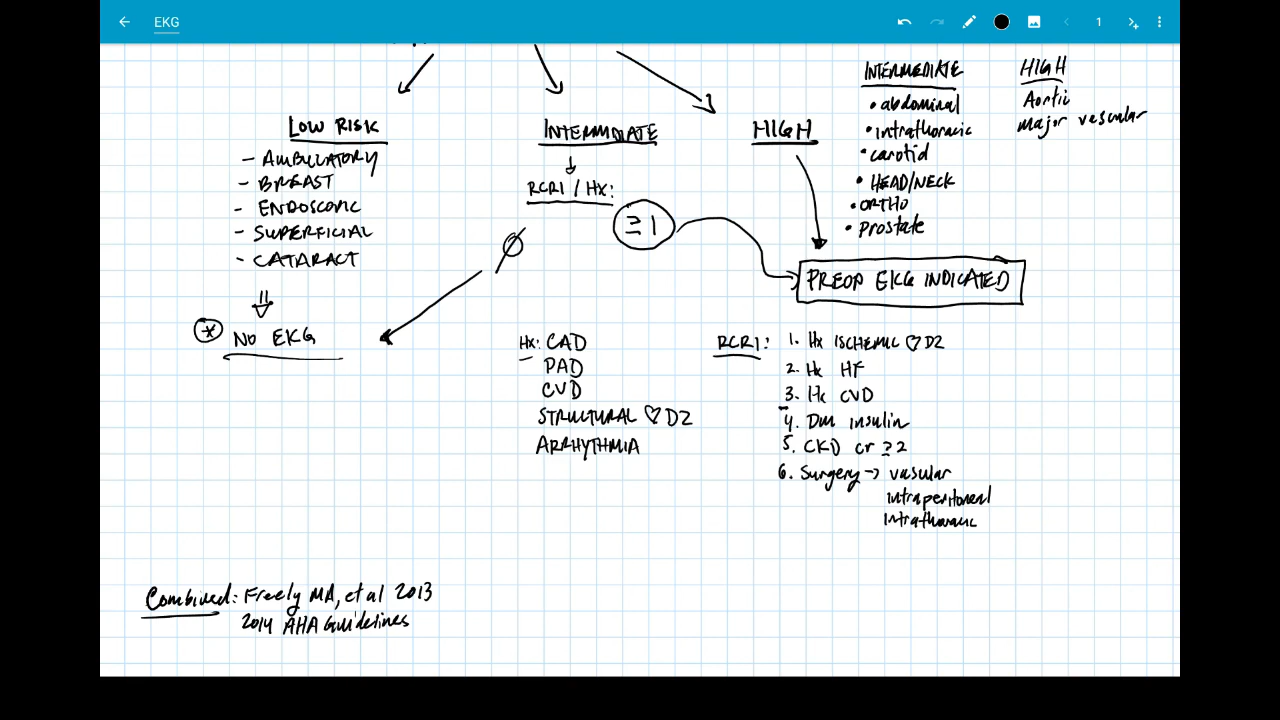 EKG
1
LOW RISK
- AMBULATORY
- BREAST
- ENDOSCOPIC
- SUPERFICIAL
- CATARACT
* NO EKG
INTERMEDIATE
RCRI / Hx:
≥ 1
Ø
HIGH
PREOP EKG INDICATED
INTERMEDIATE
• abdominal
• intrathoracic
• carotid
• HEAD/NECK
• ORTHO
• prostate
HIGH
Aortic
major vascular
Hx: CAD
PAD
CVD
STRUCTURAL ♡ DZ
ARRHYTHMIA
RCRI: 1. Hx ISCHEMIC ♡ DZ
2. Hx HF
3. Hx CVD
4. Dm insulin
5. CKD cr ≥ 2
6. Surgery → vascular
intraperitoneal
intrathoracic
Combined: Freely MA, et al 2013
2014 AHA Guidelines